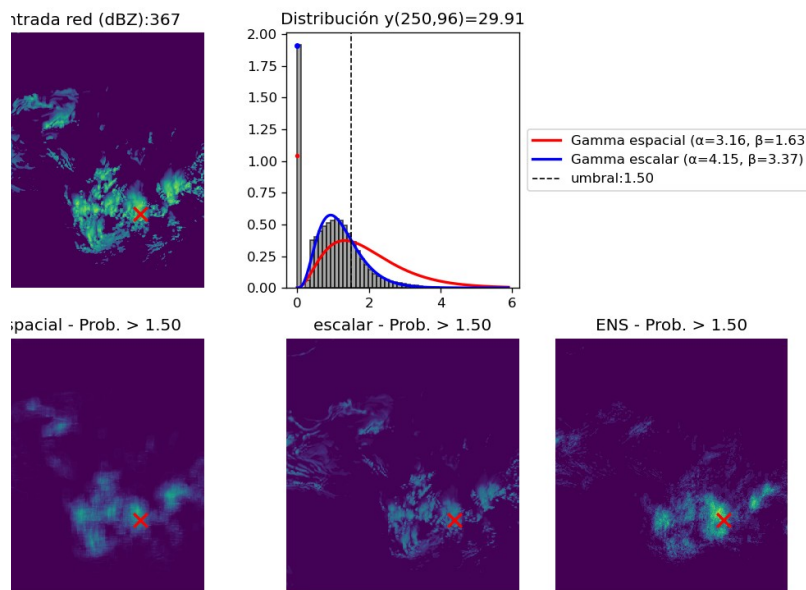 ntrada red (dBZ):367
Distribución y(250,96)=29.91
2.00
1.75
1.50
1.25
1.00
0.75
0.50
0.25
0.00
0
2
4
6
Gamma espacial (α=3.16, β=1.63
Gamma escalar (α=4.15, β=3.37)
umbral:1.50
spacial - Prob. > 1.50
escalar - Prob. > 1.50
ENS - Prob. > 1.50